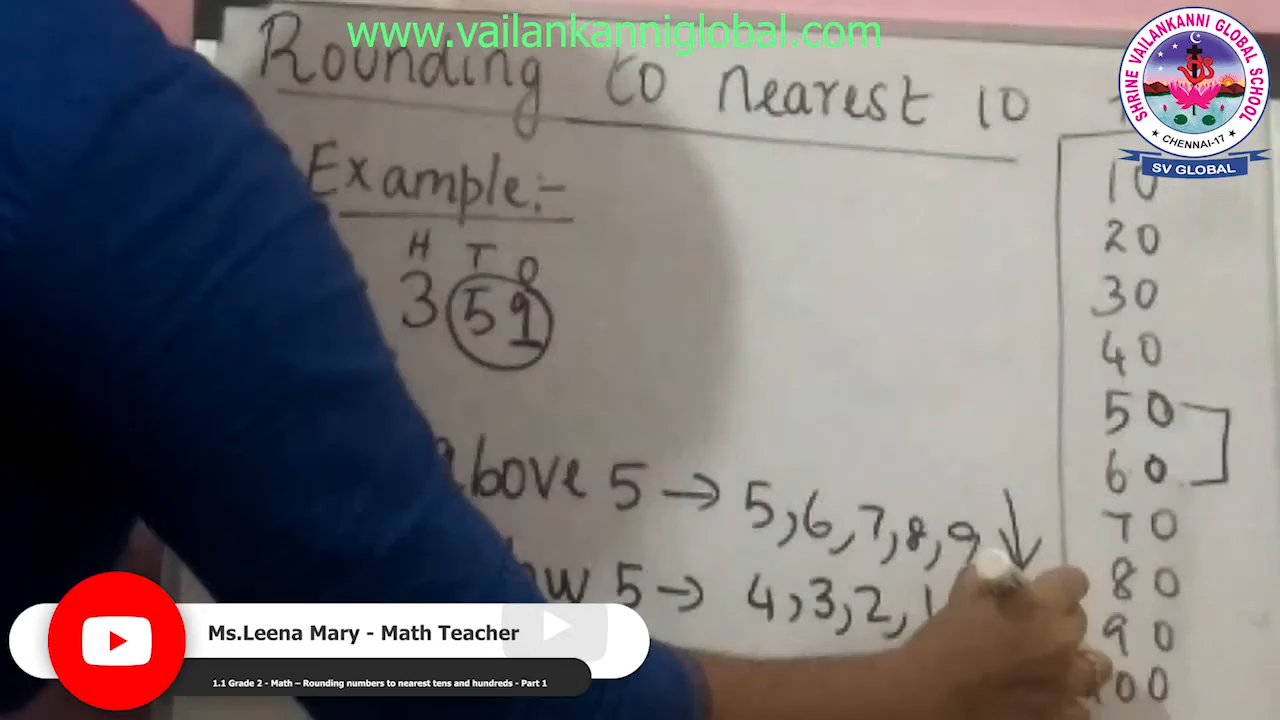 www.vailankanniglobal.com
Rounding to nearest 10
Example:-
H T O
3 5 9
above 5 → 5,6,7,8,9
5 → 4,3,2,1
10
20
30
40
50
60
70
80
90
100
SHRINE VAILANKANNI GLOBAL SCHOOL
CHENNAI-17
SV GLOBAL
Ms.Leena Mary - Math Teacher
1.1 Grade 2 - Math – Rounding numbers to nearest tens and hundreds - Part 1